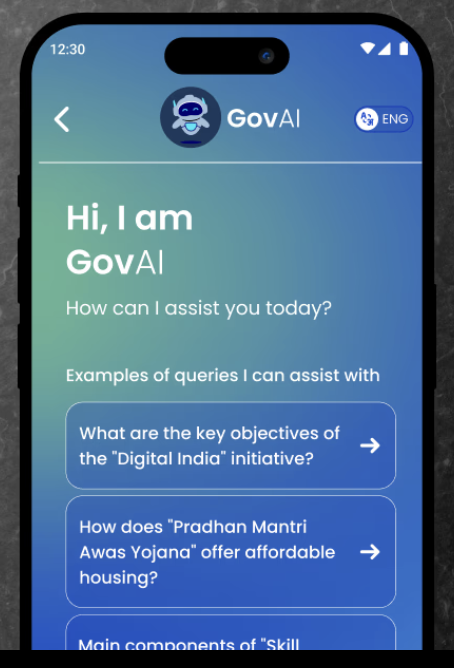 12:30
GovAI
ENG
Hi, I am
GovAI
How can I assist you today?
Examples of queries I can assist with
What are the key objectives of
the "Digital India" initiative?
How does "Pradhan Mantri
Awas Yojana" offer affordable
housing?
Main components of "Skill